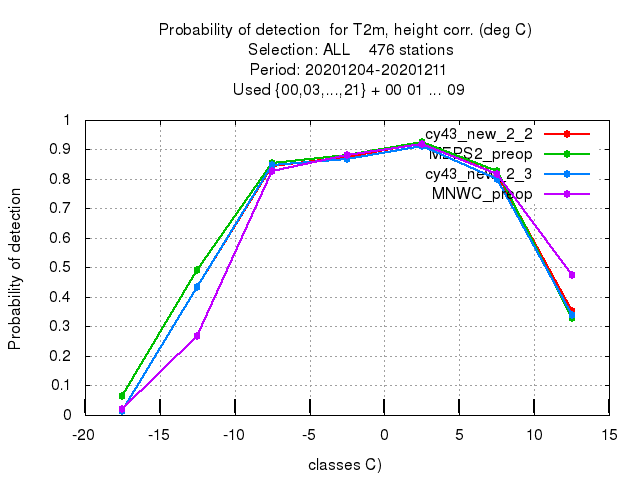 Probability of detection for T2m, height corr. (deg C)
Selection: ALL 476 stations
Period: 20201204-20201211
Used {00,03,...,21} + 00 01 ... 09
1
0.9
0.8
0.7
0.6
0.5
0.4
0.3
0.2
0.1
0
Probability of detection
cy43_new_2_2
MEPS2_preop
cy43_new_2_3
MNWC_preop
-20 -15 -10 -5 0 5 10 15
classes C)